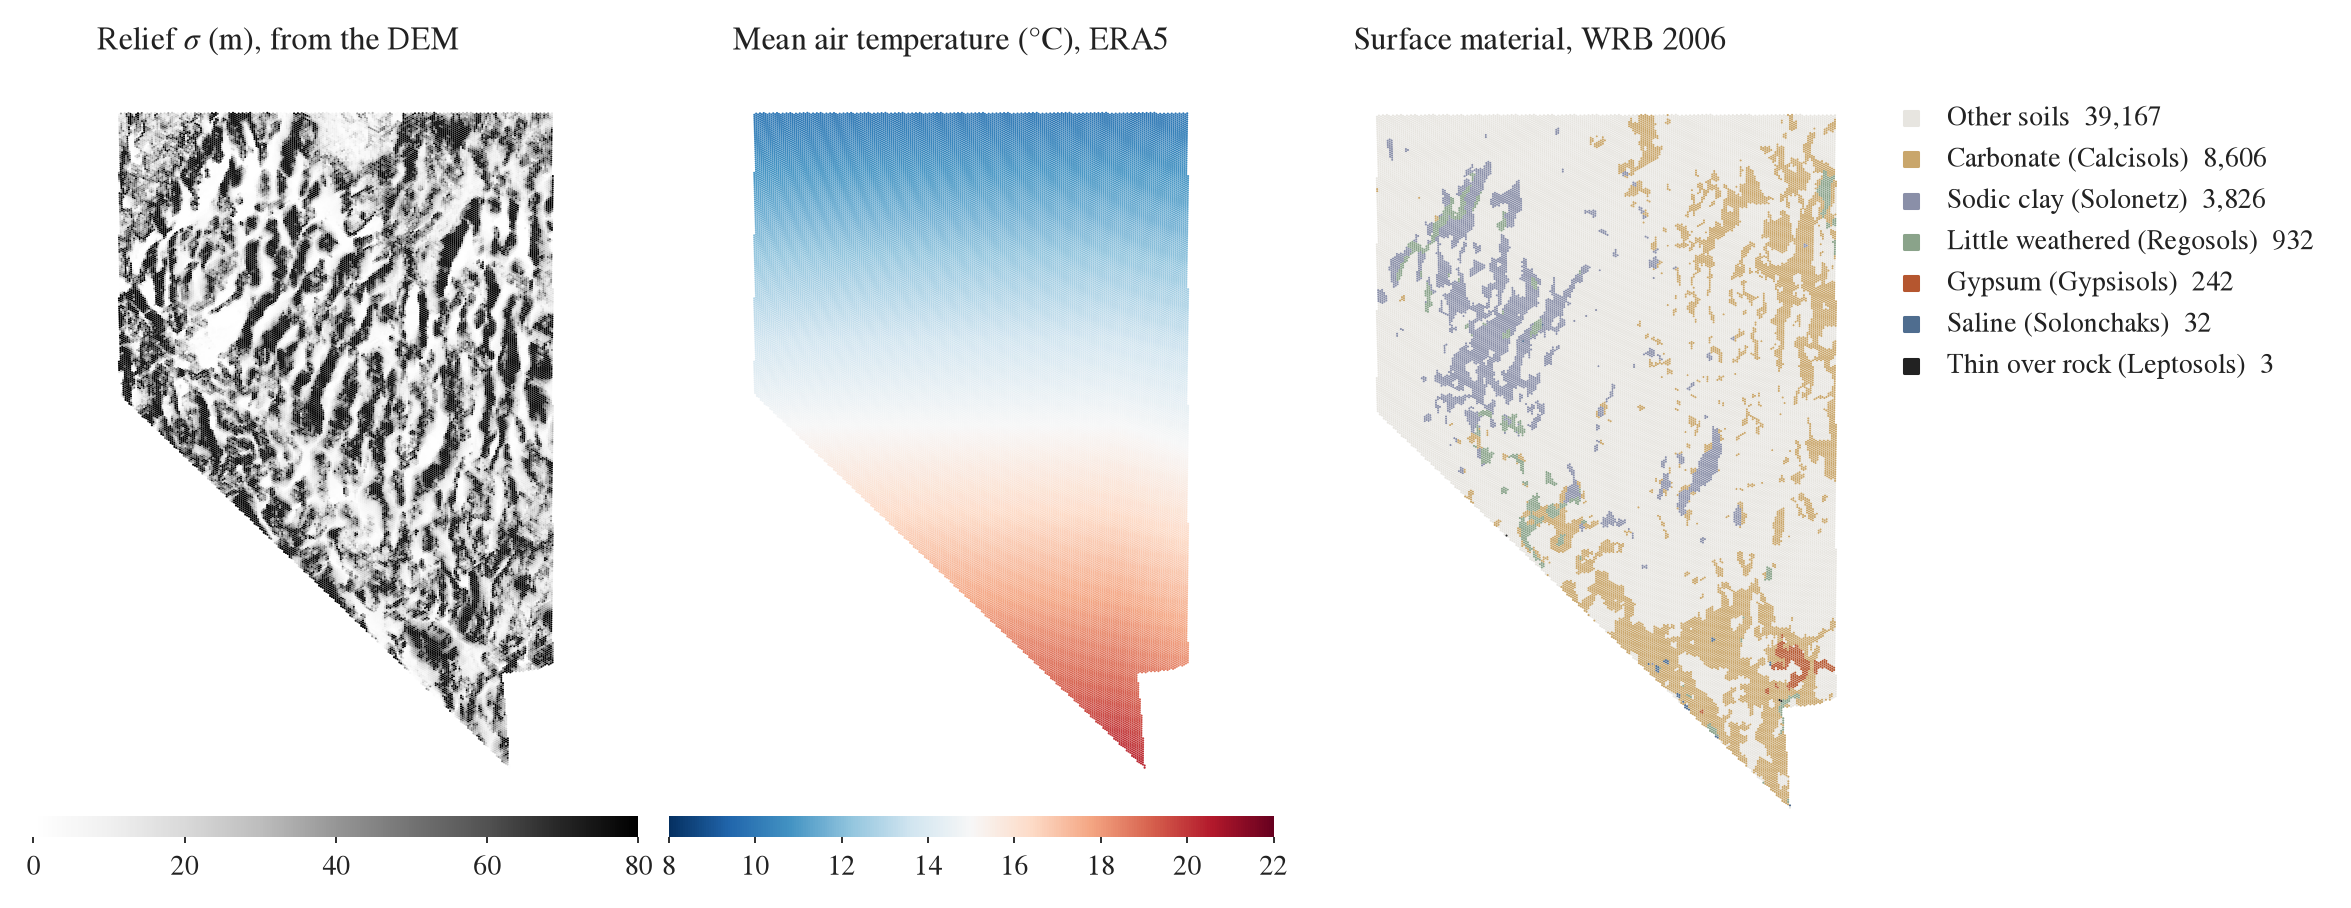 Relief σ (m), from the DEM
Mean air temperature (°C), ERA5
Surface material, WRB 2006
Other soils 39,167
Carbonate (Calcisols) 8,606
Sodic clay (Solonetz) 3,826
Little weathered (Regosols) 932
Gypsum (Gypsisols) 242
Saline (Solonchaks) 32
Thin over rock (Leptosols) 3
0 20 40 60 80
8 10 12 14 16 18 20 22